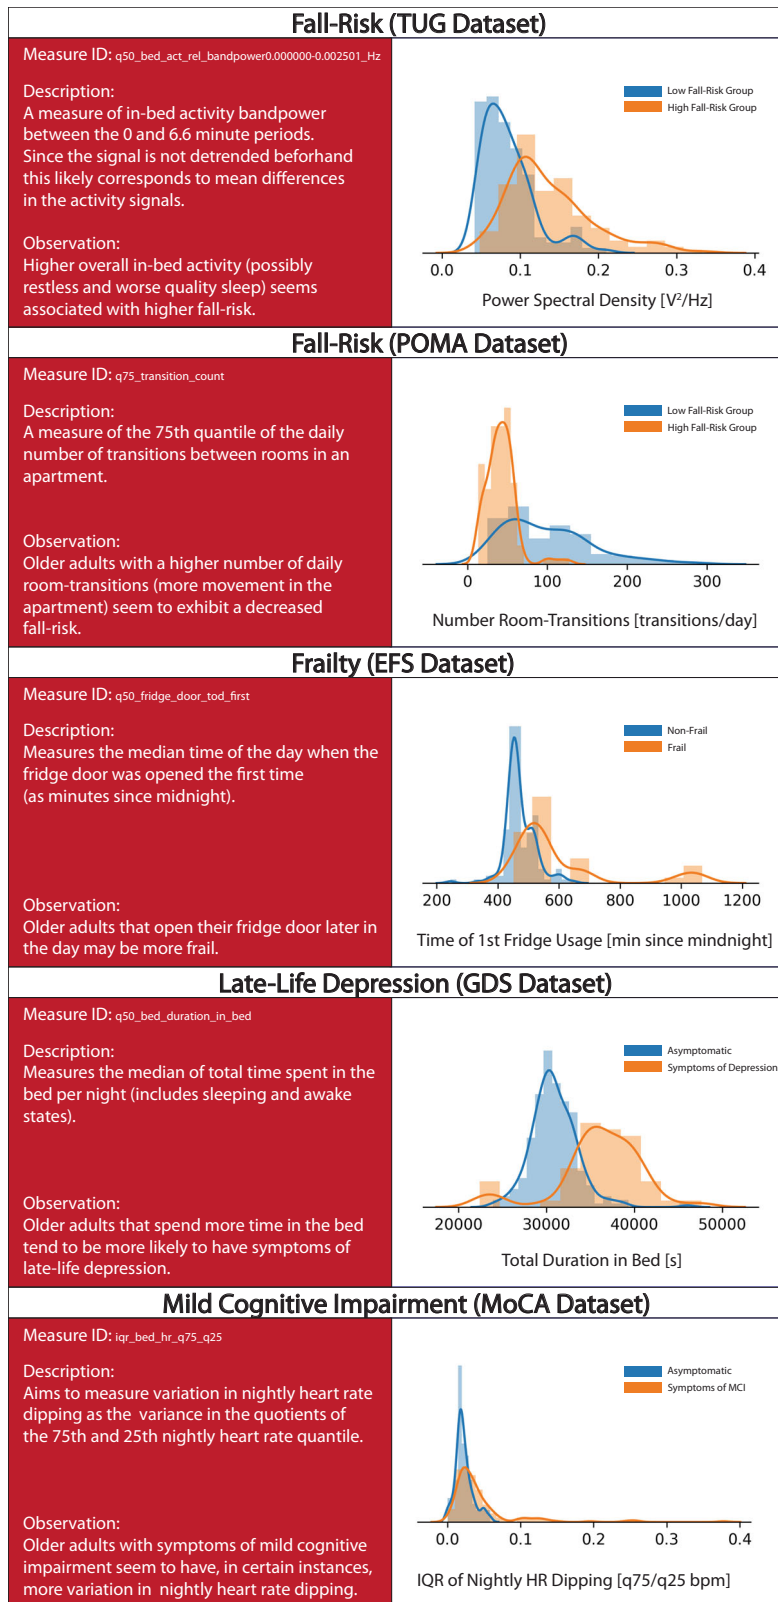 Fall-Risk (TUG Dataset)
Measure ID: q50_bed_act_rel_bandpower0.000000-0.002501_Hz
Description:
A measure of in-bed activity bandpower
between the 0 and 6.6 minute periods.
Since the signal is not detrended beforhand
this likely corresponds to mean differences
in the activity signals.
Observation:
Higher overall in-bed activity (possibly
restless and worse quality sleep) seems
associated with higher fall-risk.
Low Fall-Risk Group
High Fall-Risk Group
0.0 0.1 0.2 0.3 0.4
Power Spectral Density [V²/Hz]
Fall-Risk (POMA Dataset)
Measure ID: q75_transition_count
Description:
A measure of the 75th quantile of the daily
number of transitions between rooms in an
apartment.
Observation:
Older adults with a higher number of daily
room-transitions (more movement in the
apartment) seem to exhibit a decreased
fall-risk.
Low Fall-Risk Group
High Fall-Risk Group
0 100 200 300
Number Room-Transitions [transitions/day]
Frailty (EFS Dataset)
Measure ID: q50_fridge_door_tod_first
Description:
Measures the median time of the day when the
fridge door was opened the first time
(as minutes since midnight).
Observation:
Older adults that open their fridge door later in
the day may be more frail.
Non-Frail
Frail
200 400 600 800 1000 1200
Time of 1st Fridge Usage [min since mindnight]
Late-Life Depression (GDS Dataset)
Measure ID: q50_bed_duration_in_bed
Description:
Measures the median of total time spent in the
bed per night (includes sleeping and awake
states).
Observation:
Older adults that spend more time in the bed
tend to be more likely to have symptoms of
late-life depression.
Asymptomatic
Symptoms of Depression
20000 30000 40000 50000
Total Duration in Bed [s]
Mild Cognitive Impairment (MoCA Dataset)
Measure ID: iqr_bed_hr_q75_q25
Description:
Aims to measure variation in nightly heart rate
dipping as the variance in the quotients of
the 75th and 25th nightly heart rate quantile.
Observation:
Older adults with symptoms of mild cognitive
impairment seem to have, in certain instances,
more variation in nightly heart rate dipping.
Asymptomatic
Symptoms of MCI
0.0 0.1 0.2 0.3 0.4
IQR of Nightly HR Dipping [q75/q25 bpm]